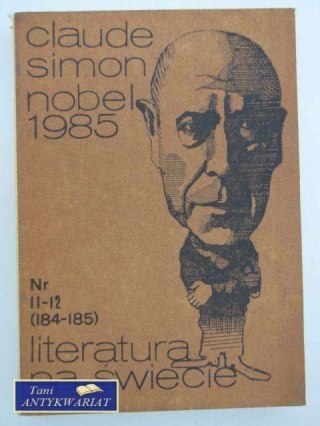 claude
simon
nobel
1985
Nr
11-12
(184-185)
literatura
na świecie
Tani
ANTYKWARIAT